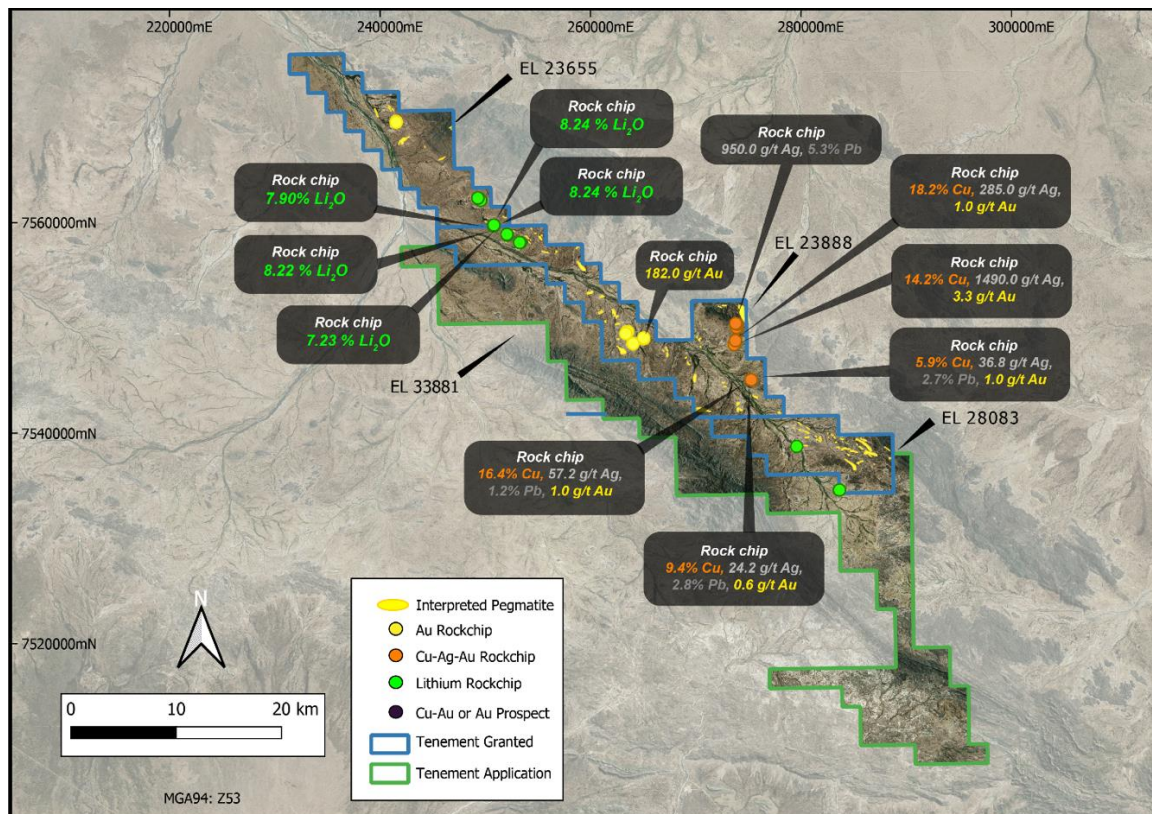 220000mE
240000mE
260000mE
280000mE
300000mE
EL 23655
Rock chip
8.24 % Li₂O
Rock chip
950.0 g/t Ag, 5.3% Pb
Rock chip
18.2% Cu, 285.0 g/t Ag,
1.0 g/t Au
Rock chip
7.90% Li₂O
Rock chip
8.24 % Li₂O
7560000mN
EL 23888
Rock chip
8.22 % Li₂O
Rock chip
182.0 g/t Au
Rock chip
14.2% Cu, 1490.0 g/t Ag,
3.3 g/t Au
Rock chip
7.23 % Li₂O
Rock chip
5.9% Cu, 36.8 g/t Ag,
2.7% Pb, 1.0 g/t Au
EL 33881
EL 28083
7540000mN
Rock chip
16.4% Cu, 57.2 g/t Ag,
1.2% Pb, 1.0 g/t Au
Rock chip
9.4% Cu, 24.2 g/t Ag,
2.8% Pb, 0.6 g/t Au
N
7520000mN
0 10 20 km
MGA94: Z53
Interpreted Pegmatite
Au Rockchip
Cu-Ag-Au Rockchip
Lithium Rockchip
Cu-Au or Au Prospect
Tenement Granted
Tenement Application